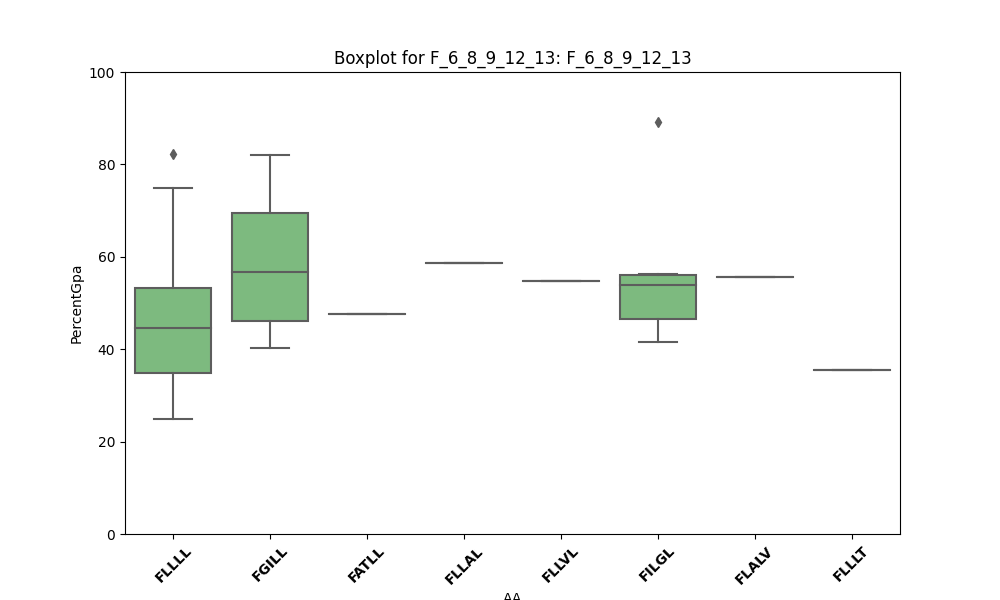 Boxplot for F_6_8_9_12_13: F_6_8_9_12_13
100
80
60
40
20
0
PercentGpa
FLLLL
FGILL
FATLL
FLLAL
FLLVL
FILGL
FLALV
FLLLT
AA